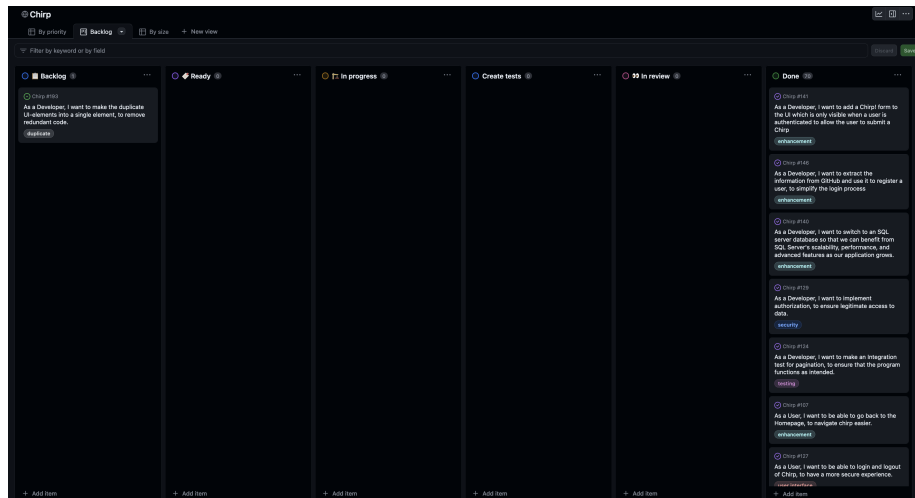 Chirp
By priority
Backlog
By size
+ New view
Filter by keyword or by field
Discard
Save
Backlog 1
Chirp #193
As a Developer, I want to make the duplicate
UI-elements into a single element, to remove
redundant code.
duplicate
+ Add item
Ready 0
+ Add item
In progress 0
+ Add item
Create tests 0
+ Add item
In review 0
+ Add item
Done 70
Chirp #141
As a Developer, I want to add a Chirp! form to
the UI which is only visible when a user is
authenticated to allow the user to submit a
Chirp
enhancement
Chirp #146
As a Developer, I want to extract the
information from GitHub and use it to register a
user, to simplify the login process
enhancement
Chirp #140
As a Developer, I want to switch to an SQL
server database so that we can benefit from
SQL Server's scalability, performance, and
advanced features as our application grows.
enhancement
Chirp #129
As a Developer, I want to implement
authorization, to ensure legitimate access to
data.
security
Chirp #124
As a Developer, I want to make an Integration
test for pagination, to ensure that the program
functions as intended.
testing
Chirp #107
As a User, I want to be able to go back to the
Homepage, to navigate chirp easier.
enhancement
Chirp #127
As a User, I want to be able to login and logout
of Chirp, to have a more secure experience.
user interface
+ Add item